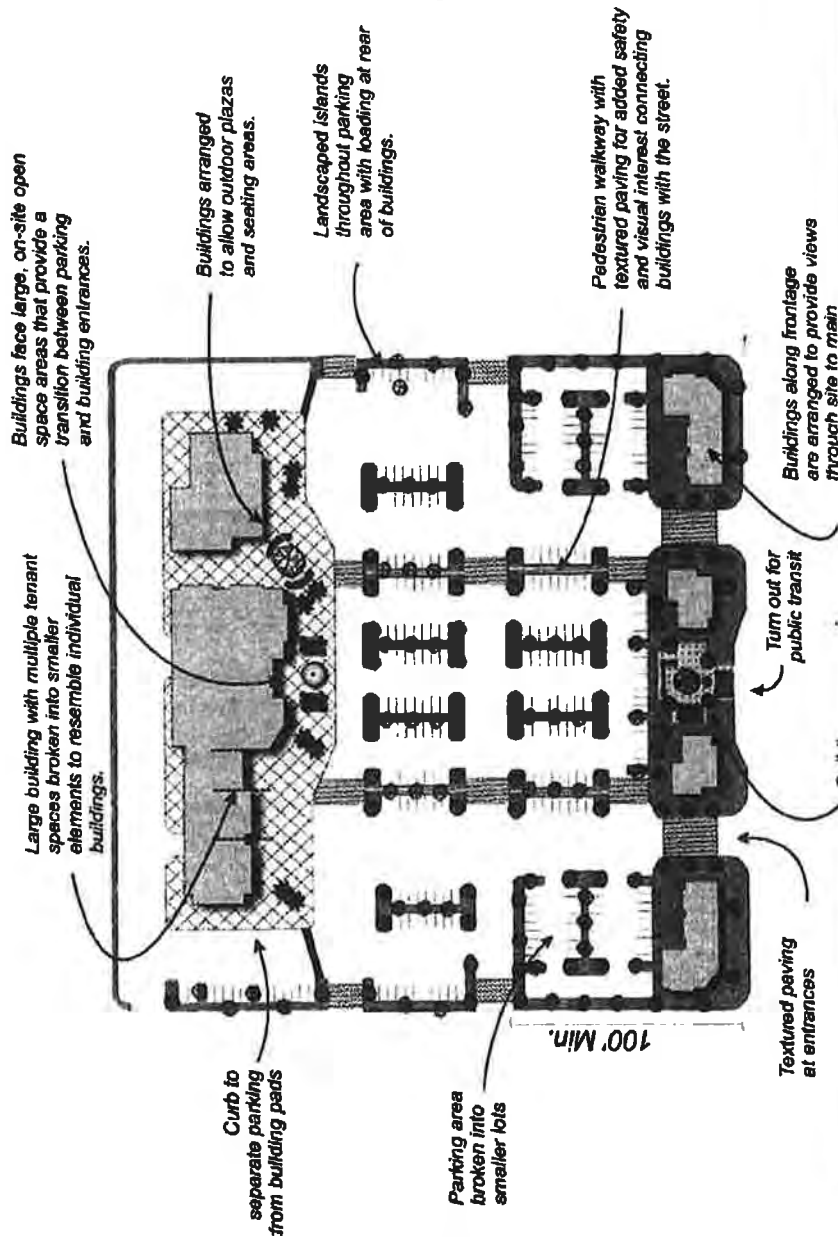 Large building with multiple tenant
spaces broken into smaller
elements to resemble individual
buildings.
Buildings face large, on-site open
space areas that provide a
transition between parking
and building entrances.
Buildings arranged
to allow outdoor plazas
and seating areas.
Landscaped islands
throughout parking
area with loading at rear
of buildings.
Curb to
separate parking
from building pads
Pedestrian walkway with
textured paving for added safety
and visual interest connecting
buildings with the street.
Parking area
broken into
smaller lots
100' Min.
Textured paving
at entrances
Turn out for
public transit
Buildings along frontage
are arranged to provide views
through site to main